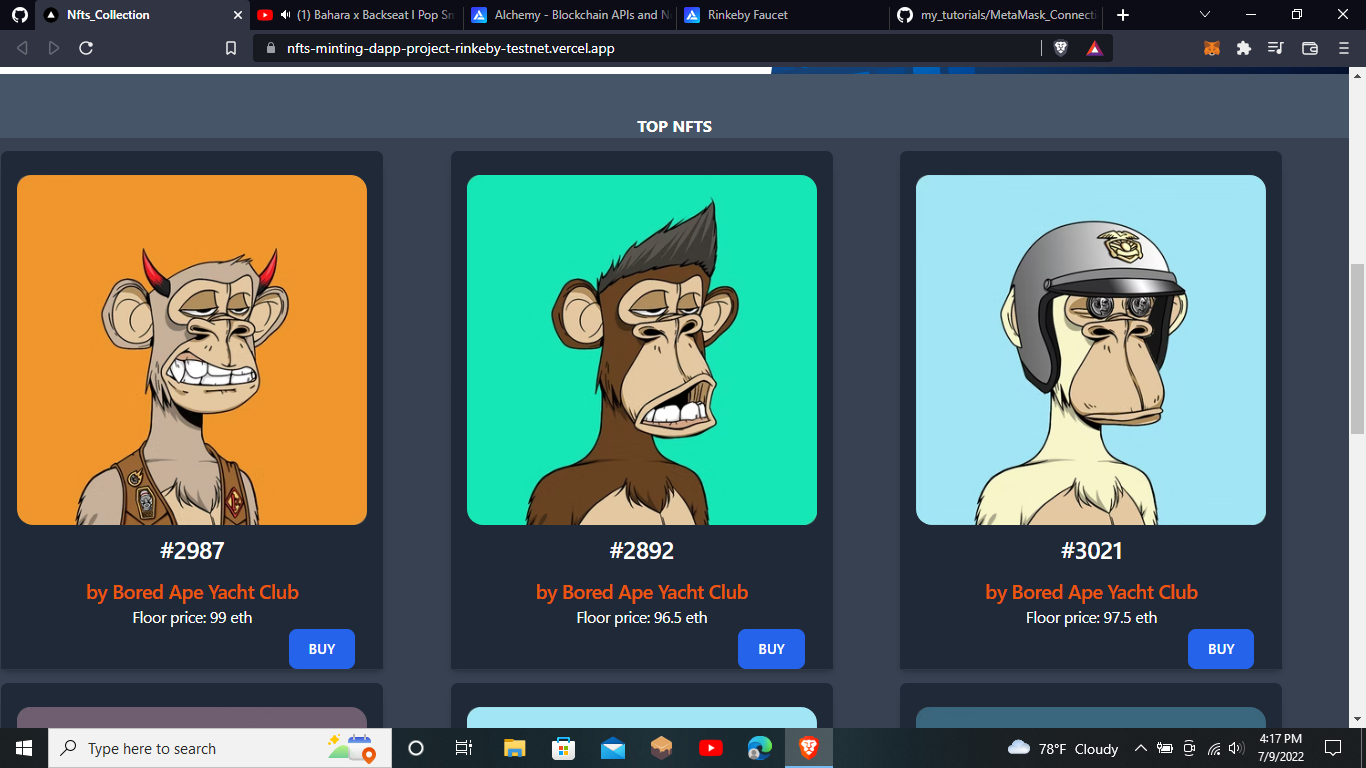 Nfts_Collection
(1) Bahara x Backseat I Pop Sm
Alchemy - Blockchain APIs and N
Rinkeby Faucet
my_tutorials/MetaMask_Connecti
nfts-minting-dapp-project-rinkeby-testnet.vercel.app
TOP NFTS
#2987
by Bored Ape Yacht Club
Floor price: 99 eth
BUY
#2892
by Bored Ape Yacht Club
Floor price: 96.5 eth
BUY
#3021
by Bored Ape Yacht Club
Floor price: 97.5 eth
BUY
Type here to search
78°F Cloudy
4:17 PM
7/9/2022